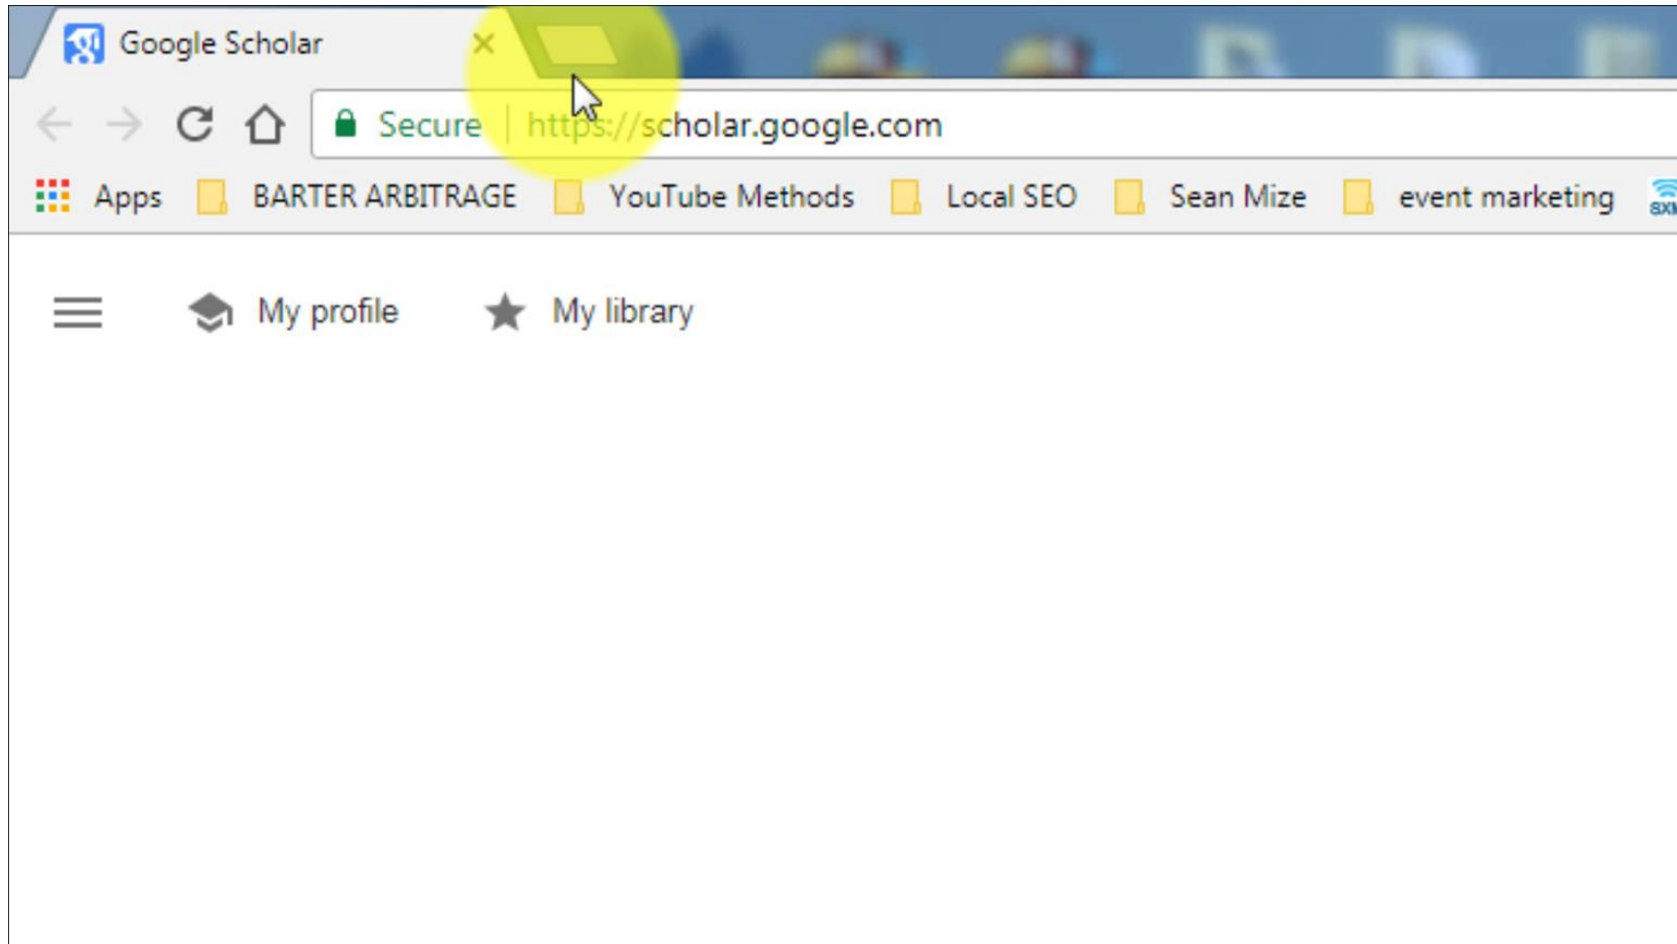 Google Scholar
Secure | https://scholar.google.com
Apps BARTER ARBITRAGE YouTube Methods Local SEO Sean Mize event marketing SXM
My profile My library